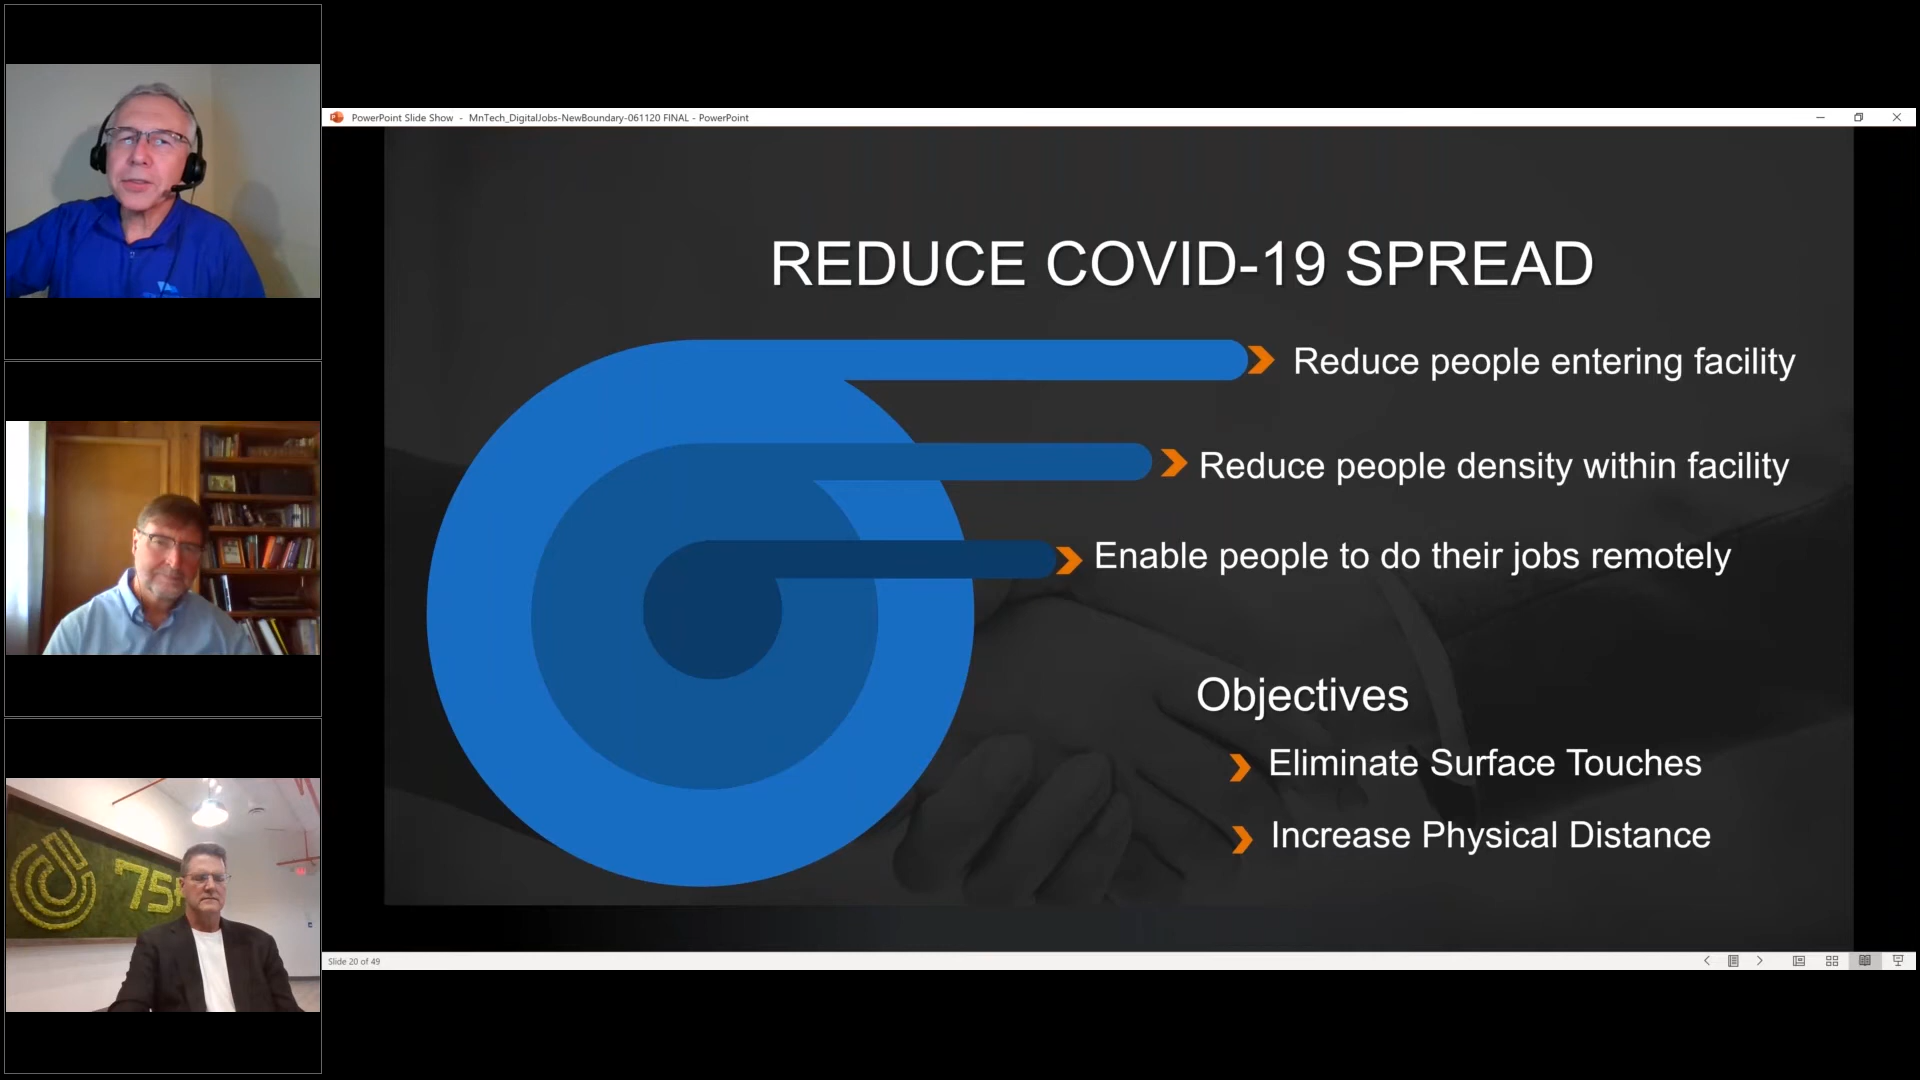 PowerPoint Slide Show - MnTech_DigitalJobs-NewBoundary-061120 FINAL - PowerPoint
REDUCE COVID-19 SPREAD
Reduce people entering facility
Reduce people density within facility
Enable people to do their jobs remotely
Objectives
Eliminate Surface Touches
Increase Physical Distance
75
Slide 20 of 49